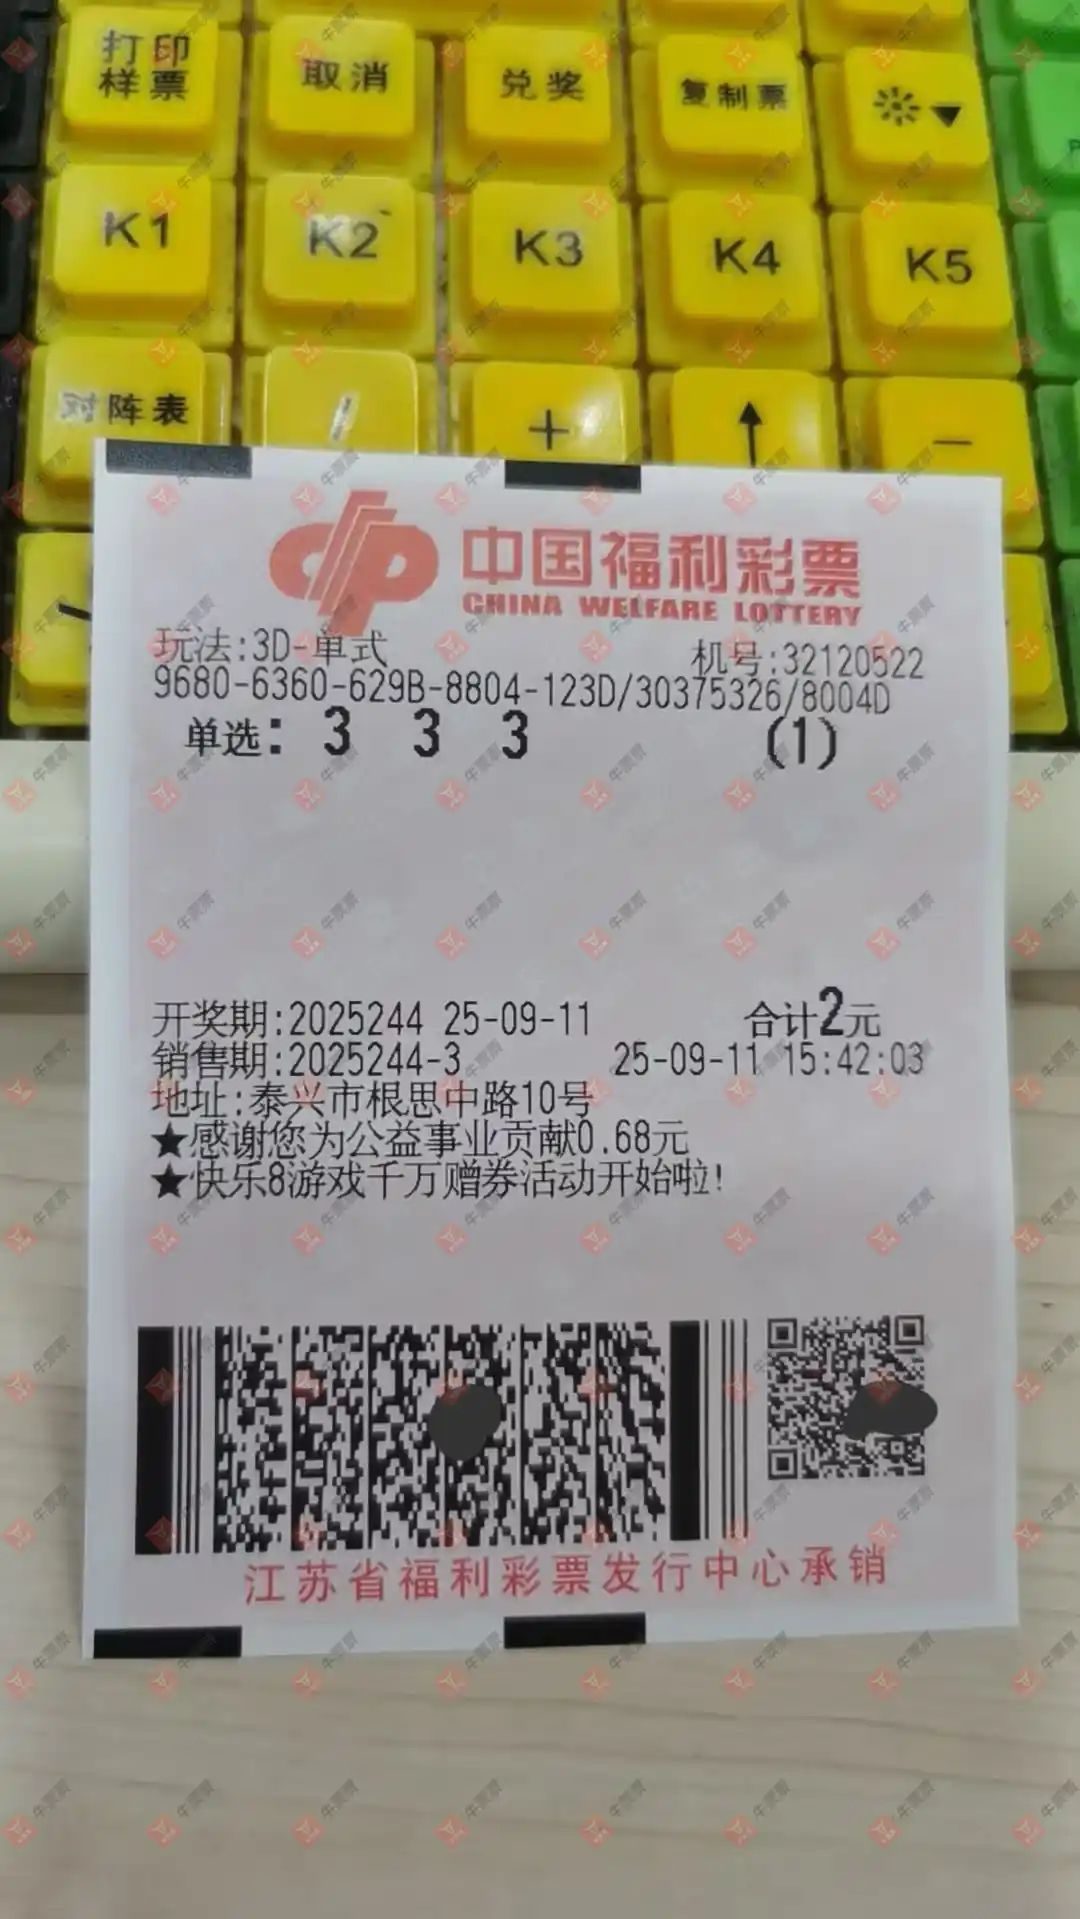 打印
样票
取消
兑奖
复制票
K1
K2
K3
K4
K5
对阵表
/
+
↑
—
中国福利彩票
CHINA WELFARE LOTTERY
玩法:3D-单式 机号:32120522
9680-6360-629B-8804-123D/30375326/8004D
单选: 3 3 3 (1)
开奖期:2025244 25-09-11 合计2元
销售期:2025244-3 25-09-11 15:42:03
地址:泰兴市根思中路10号
★感谢您为公益事业贡献0.68元
★快乐8游戏千万赠券活动开始啦!
江苏省福利彩票发行中心承销
牛票票